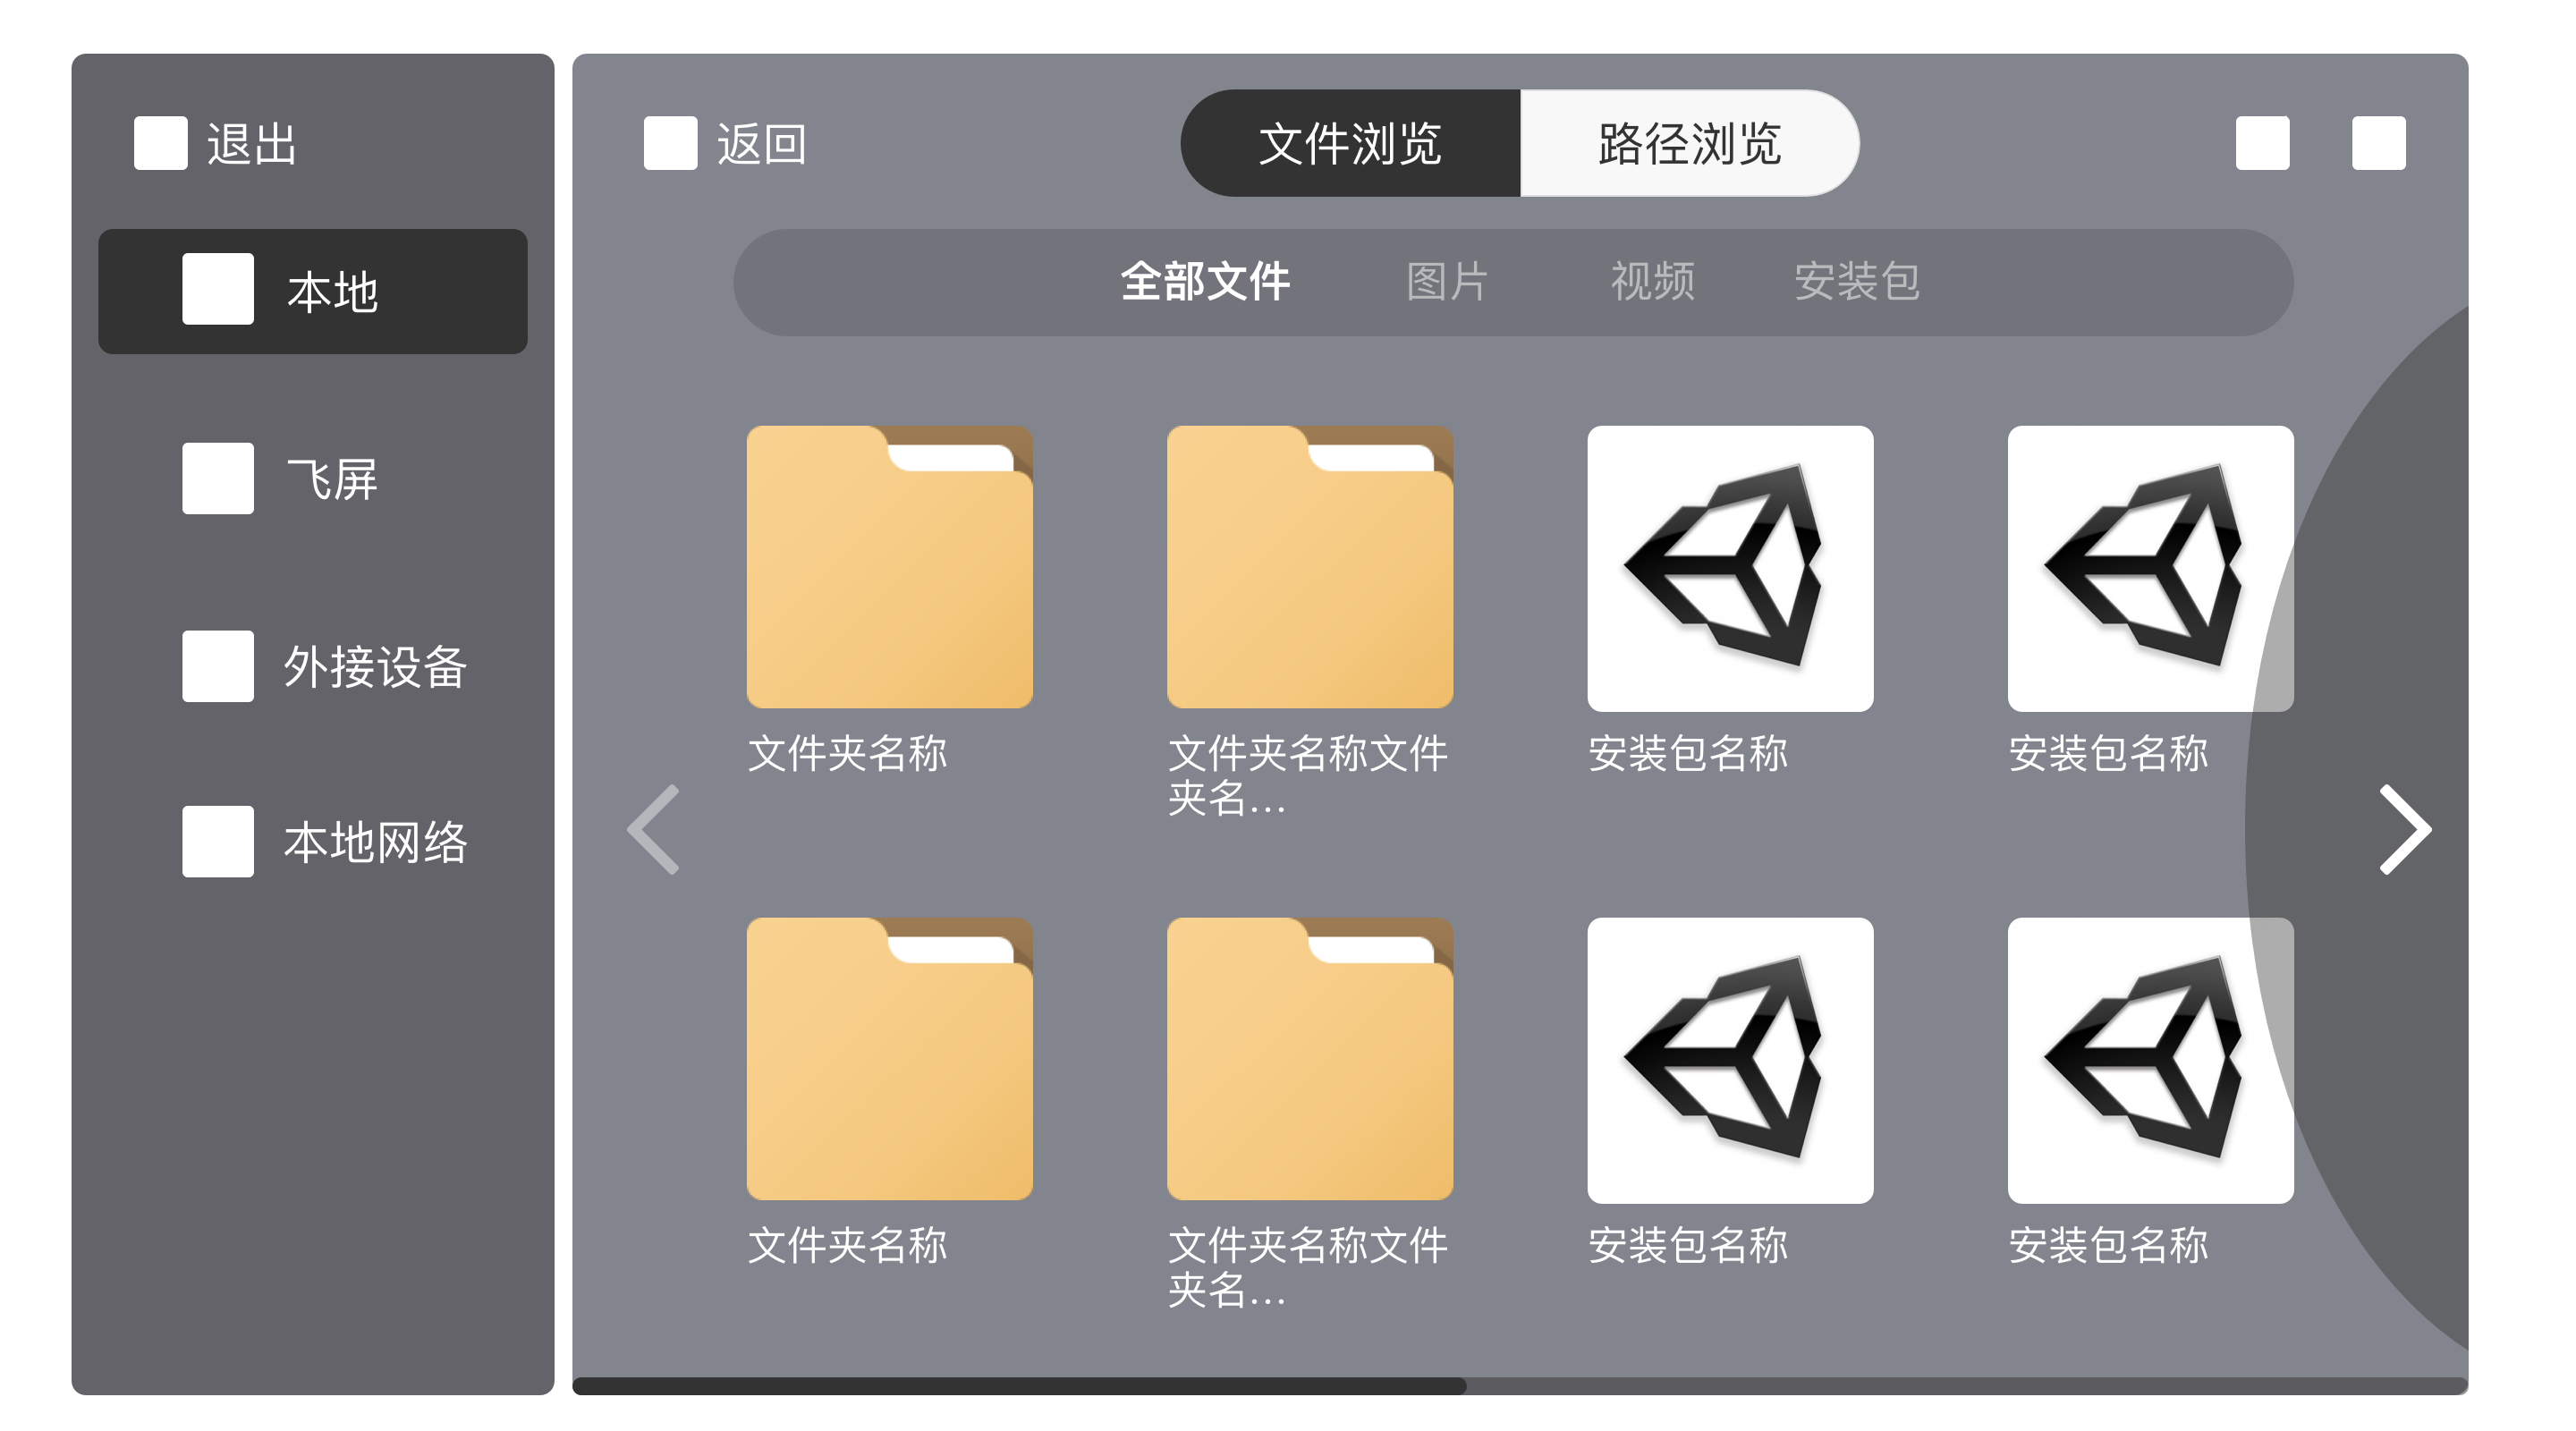 退出
本地
飞屏
外接设备
本地网络
返回
文件浏览
路径浏览
全部文件
图片
视频
安装包
文件夹名称
文件夹名称文件
夹名...
安装包名称
安装包名称
文件夹名称
文件夹名称文件
夹名...
安装包名称
安装包名称